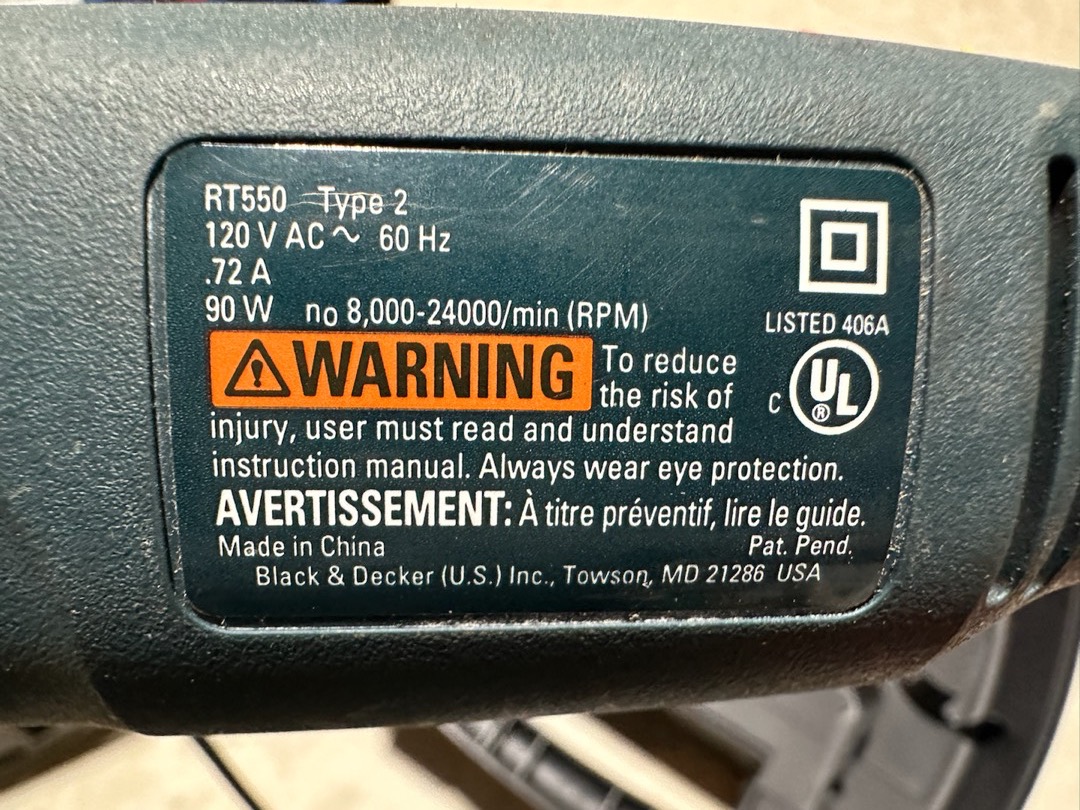 RT550 Type 2
120 V AC ~ 60 Hz
.72 A
90 W no 8,000-24000/min (RPM)
LISTED 406A
WARNING To reduce
the risk of
C UL ®
injury, user must read and understand
instruction manual. Always wear eye protection.
AVERTISSEMENT: À titre préventif, lire le guide.
Made in China Pat. Pend.
Black & Decker (U.S.) Inc., Towson, MD 21286 USA